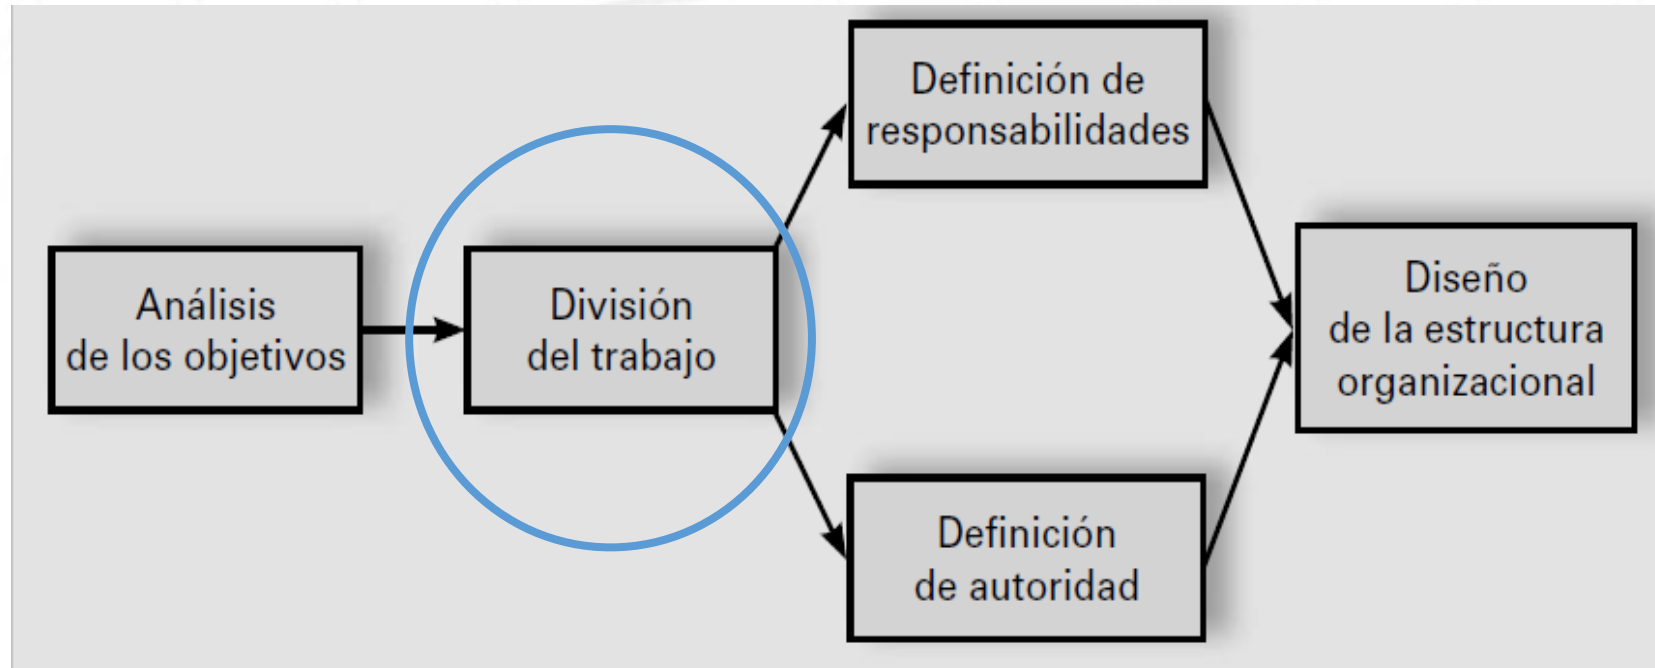 Análisis
de los objetivos
División
del trabajo
Definición de
responsabilidades
Definición
de autoridad
Diseño
de la estructura
organizacional